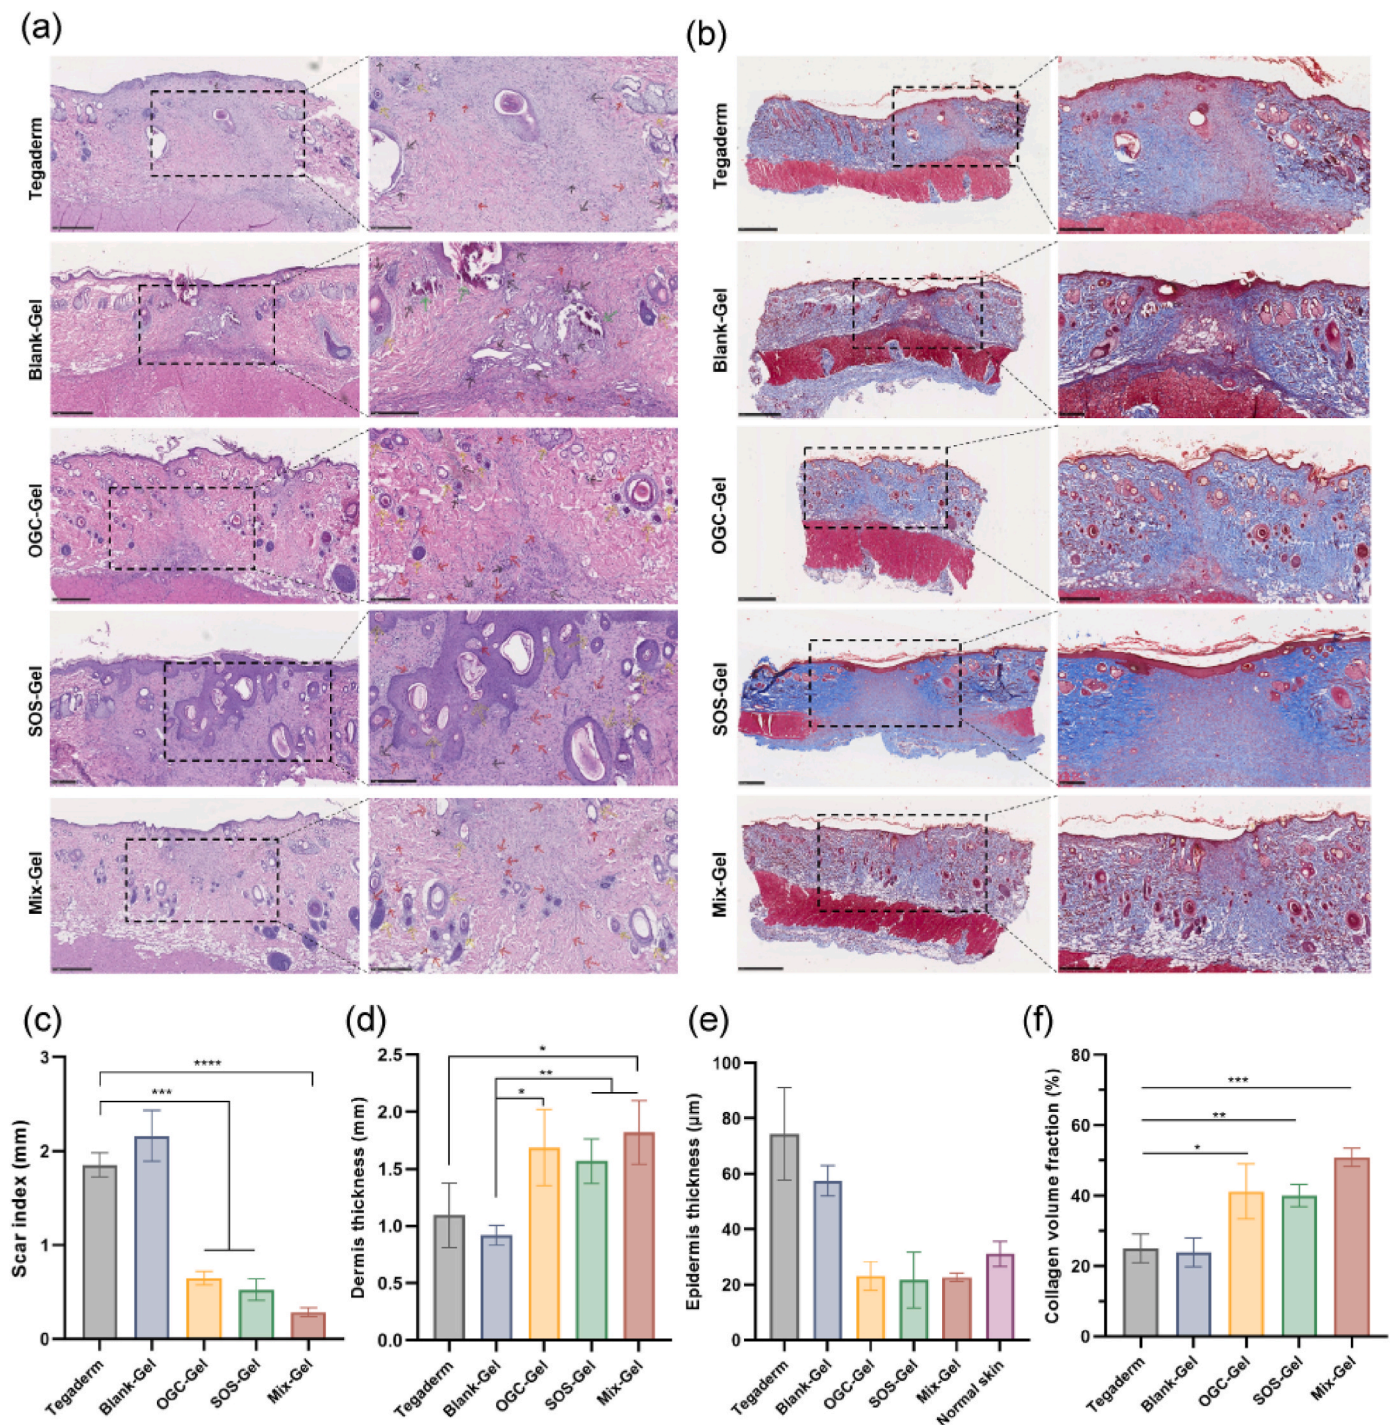 (a)
(b)
Tegaderm
Blank-Gel
OGC-Gel
SOS-Gel
Mix-Gel
Tegaderm
Blank-Gel
OGC-Gel
SOS-Gel
Mix-Gel
(c)
Scar index (mm)
3
2
1
0
****
***
Tegaderm
Blank-Gel
OGC-Gel
SOS-Gel
Mix-Gel
(d)
Dermis thickness (mm)
2.5
2.0
1.5
1.0
0.5
0.0
*
**
*
Tegaderm
Blank-Gel
OGC-Gel
SOS-Gel
Mix-Gel
(e)
Epidermis thickness (μm)
100
80
60
40
20
0
Tegaderm
Blank-Gel
OGC-Gel
SOS-Gel
Mix-Gel
Normal skin
(f)
Collagen volume fraction (%)
80
60
40
20
0
***
**
*
Tegaderm
Blank-Gel
OGC-Gel
SOS-Gel
Mix-Gel